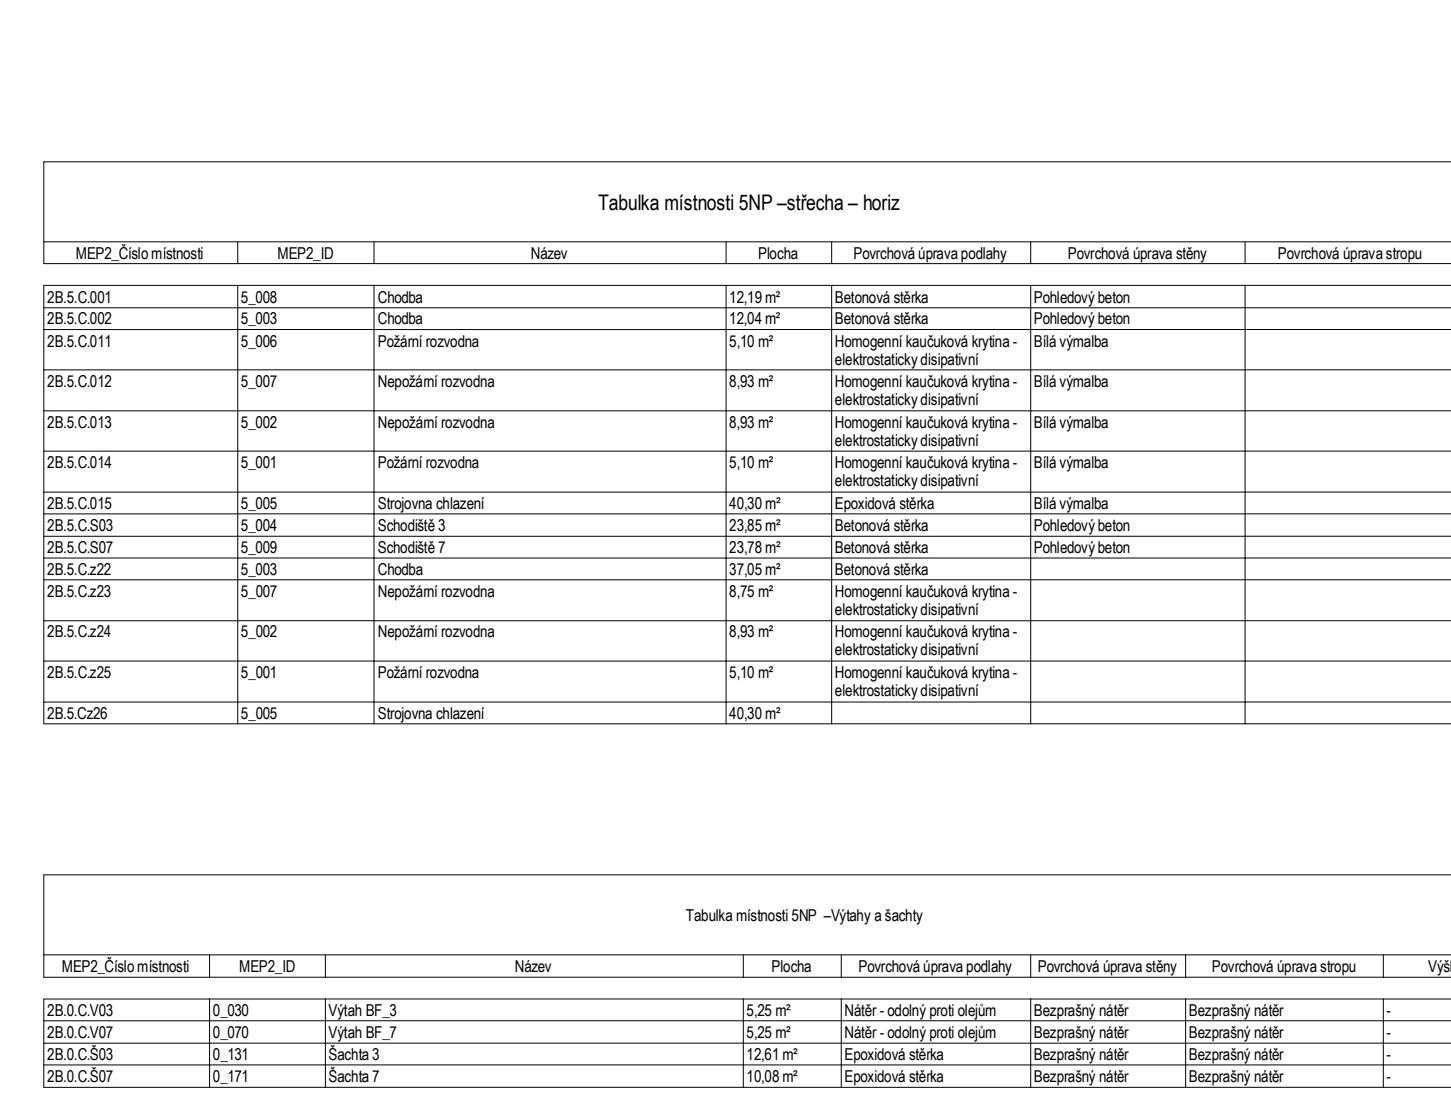 Tabulka místnosti 5NP –střecha – horiz
MEP2_Číslo místnosti MEP2_ID Název Plocha Povrchová úprava podlahy Povrchová úprava stěny Povrchová úprava stropu
2B.5.C.001 5_008 Chodba 12,19 m² Betonová stěrka Pohledový beton
2B.5.C.002 5_003 Chodba 12,04 m² Betonová stěrka Pohledový beton
2B.5.C.011 5_006 Požární rozvodna 5,10 m² Homogenní kaučuková krytina - Bílá výmalba
elektrostaticky disipativní
2B.5.C.012 5_007 Nepožární rozvodna 8,93 m² Homogenní kaučuková krytina - Bílá výmalba
elektrostaticky disipativní
2B.5.C.013 5_002 Nepožární rozvodna 8,93 m² Homogenní kaučuková krytina - Bílá výmalba
elektrostaticky disipativní
2B.5.C.014 5_001 Požární rozvodna 5,10 m² Homogenní kaučuková krytina - Bílá výmalba
elektrostaticky disipativní
2B.5.C.015 5_005 Strojovna chlazení 40,30 m² Epoxidová stěrka Bílá výmalba
2B.5.C.S03 5_004 Schodiště 3 23,85 m² Betonová stěrka Pohledový beton
2B.5.C.S07 5_009 Schodiště 7 23,78 m² Betonová stěrka Pohledový beton
2B.5.C.z22 5_003 Chodba 37,05 m² Betonová stěrka
2B.5.C.z23 5_007 Nepožární rozvodna 8,75 m² Homogenní kaučuková krytina -
elektrostaticky disipativní
2B.5.C.z24 5_002 Nepožární rozvodna 8,93 m² Homogenní kaučuková krytina -
elektrostaticky disipativní
2B.5.C.z25 5_001 Požární rozvodna 5,10 m² Homogenní kaučuková krytina -
elektrostaticky disipativní
2B.5.Cz26 5_005 Strojovna chlazení 40,30 m²
Tabulka místnosti 5NP –Výtahy a šachty
MEP2_Číslo místnosti MEP2_ID Název Plocha Povrchová úprava podlahy Povrchová úprava stěny Povrchová úprava stropu
2B.0.C.V03 0_030 Výtah BF_3 5,25 m² Nátěr - odolný proti olejům Bezprašný nátěr Bezprašný nátěr -
2B.0.C.V07 0_070 Výtah BF_7 5,25 m² Nátěr - odolný proti olejům Bezprašný nátěr Bezprašný nátěr -
2B.0.C.Š03 0_131 Šachta 3 12,61 m² Epoxidová stěrka Bezprašný nátěr Bezprašný nátěr -
2B.0.C.Š07 0_171 Šachta 7 10,08 m² Epoxidová stěrka Bezprašný nátěr Bezprašný nátěr -